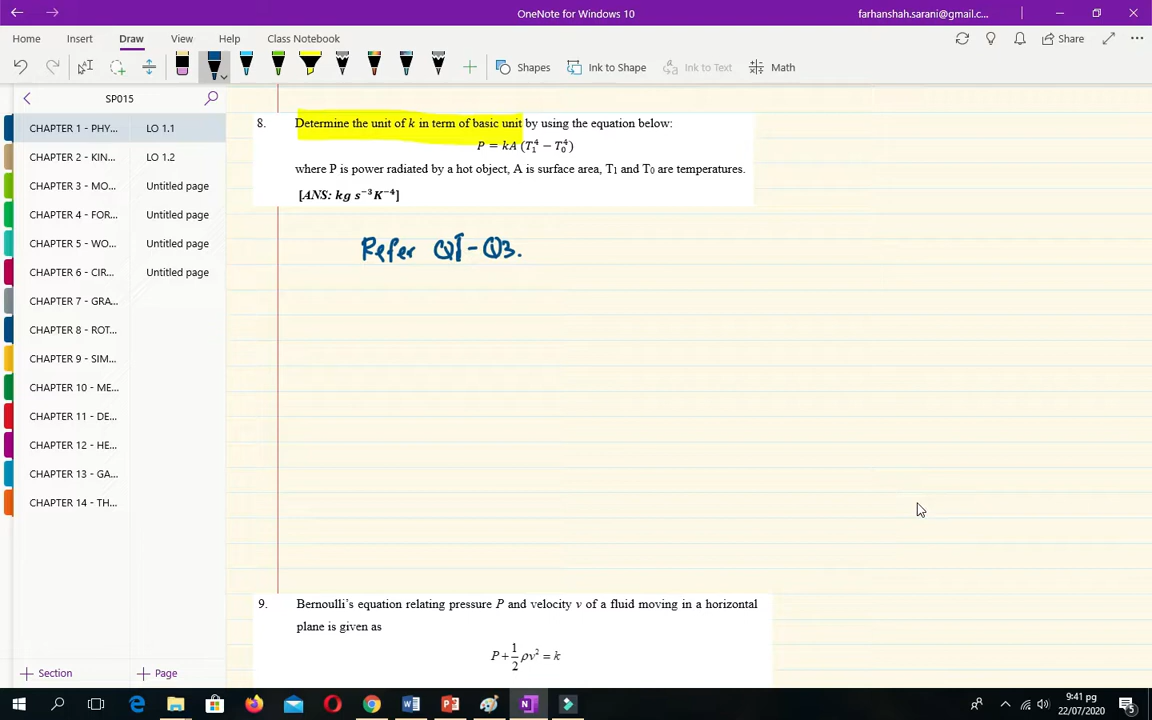 OneNote for Windows 10
farhanshah.sarani@gmail.c...
Home Insert Draw View Help Class Notebook
Share
Shapes Ink to Shape Ink to Text Math
SP015
CHAPTER 1 - PHY... LO 1.1
CHAPTER 2 - KIN... LO 1.2
CHAPTER 3 - MO... Untitled page
CHAPTER 4 - FOR... Untitled page
CHAPTER 5 - WO... Untitled page
CHAPTER 6 - CIR... Untitled page
CHAPTER 7 - GRA...
CHAPTER 8 - ROT...
CHAPTER 9 - SIM...
CHAPTER 10 - ME...
CHAPTER 11 - DE...
CHAPTER 12 - HE...
CHAPTER 13 - GA...
CHAPTER 14 - TH...
Section Page
8. Determine the unit of k in term of basic unit by using the equation below:
P = kA (T₁⁴ − T₀⁴)
where P is power radiated by a hot object, A is surface area, T₁ and T₀ are temperatures.
[ANS: kg s⁻³K⁻⁴]
Refer Q1 - Q3.
9. Bernoulli's equation relating pressure P and velocity v of a fluid moving in a horizontal
plane is given as
P + 1/2 ρv² = k
9:41 pg
22/07/2020
5